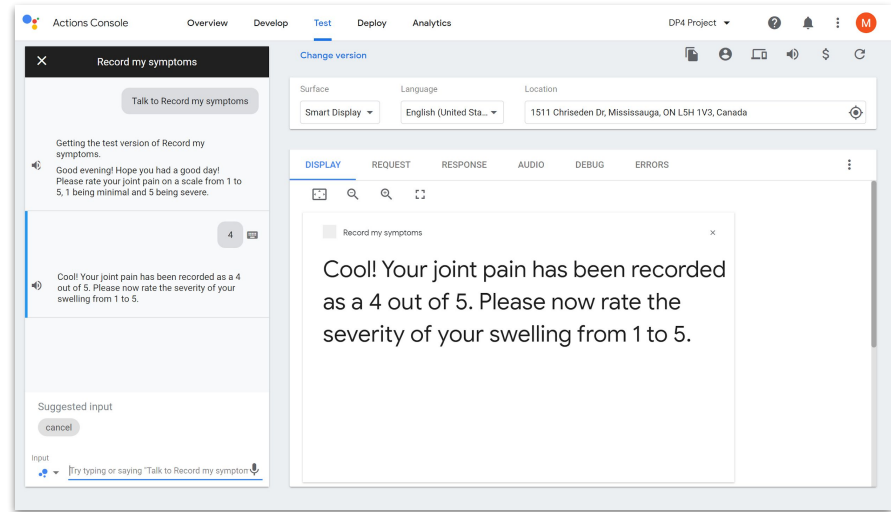 Actions Console
Overview Develop Test Deploy Analytics
DP4 Project
M
Record my symptoms
Talk to Record my symptoms
Getting the test version of Record my
symptoms.
Good evening! Hope you had a good day!
Please rate your joint pain on a scale from 1 to
5, 1 being minimal and 5 being severe.
4
Cool! Your joint pain has been recorded as a 4
out of 5. Please now rate the severity of your
swelling from 1 to 5.
Suggested input
cancel
Input
Try typing or saying "Talk to Record my symptom
Change version
Surface Language Location
Smart Display English (United Sta... 1511 Chriseden Dr, Mississauga, ON L5H 1V3, Canada
DISPLAY REQUEST RESPONSE AUDIO DEBUG ERRORS
Record my symptoms
Cool! Your joint pain has been recorded
as a 4 out of 5. Please now rate the
severity of your swelling from 1 to 5.